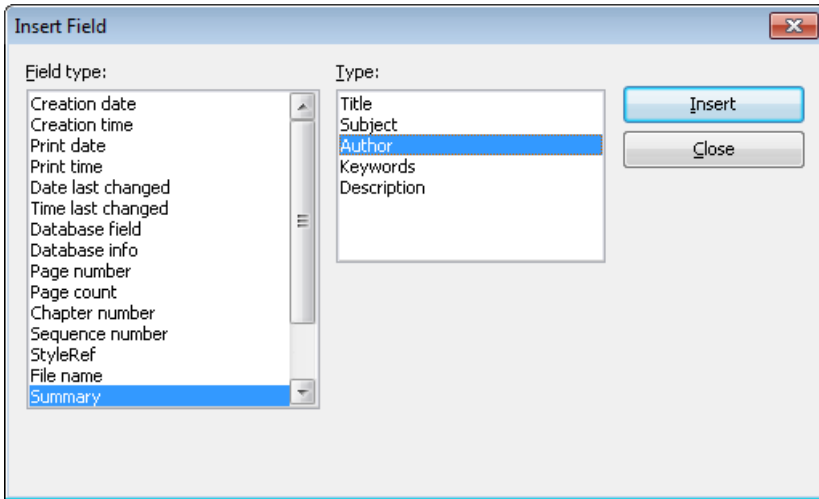 Insert Field
Field type:
Creation date
Creation time
Print date
Print time
Date last changed
Time last changed
Database field
Database info
Page number
Page count
Chapter number
Sequence number
StyleRef
File name
Summary
Type:
Title
Subject
Author
Keywords
Description
Insert
Close